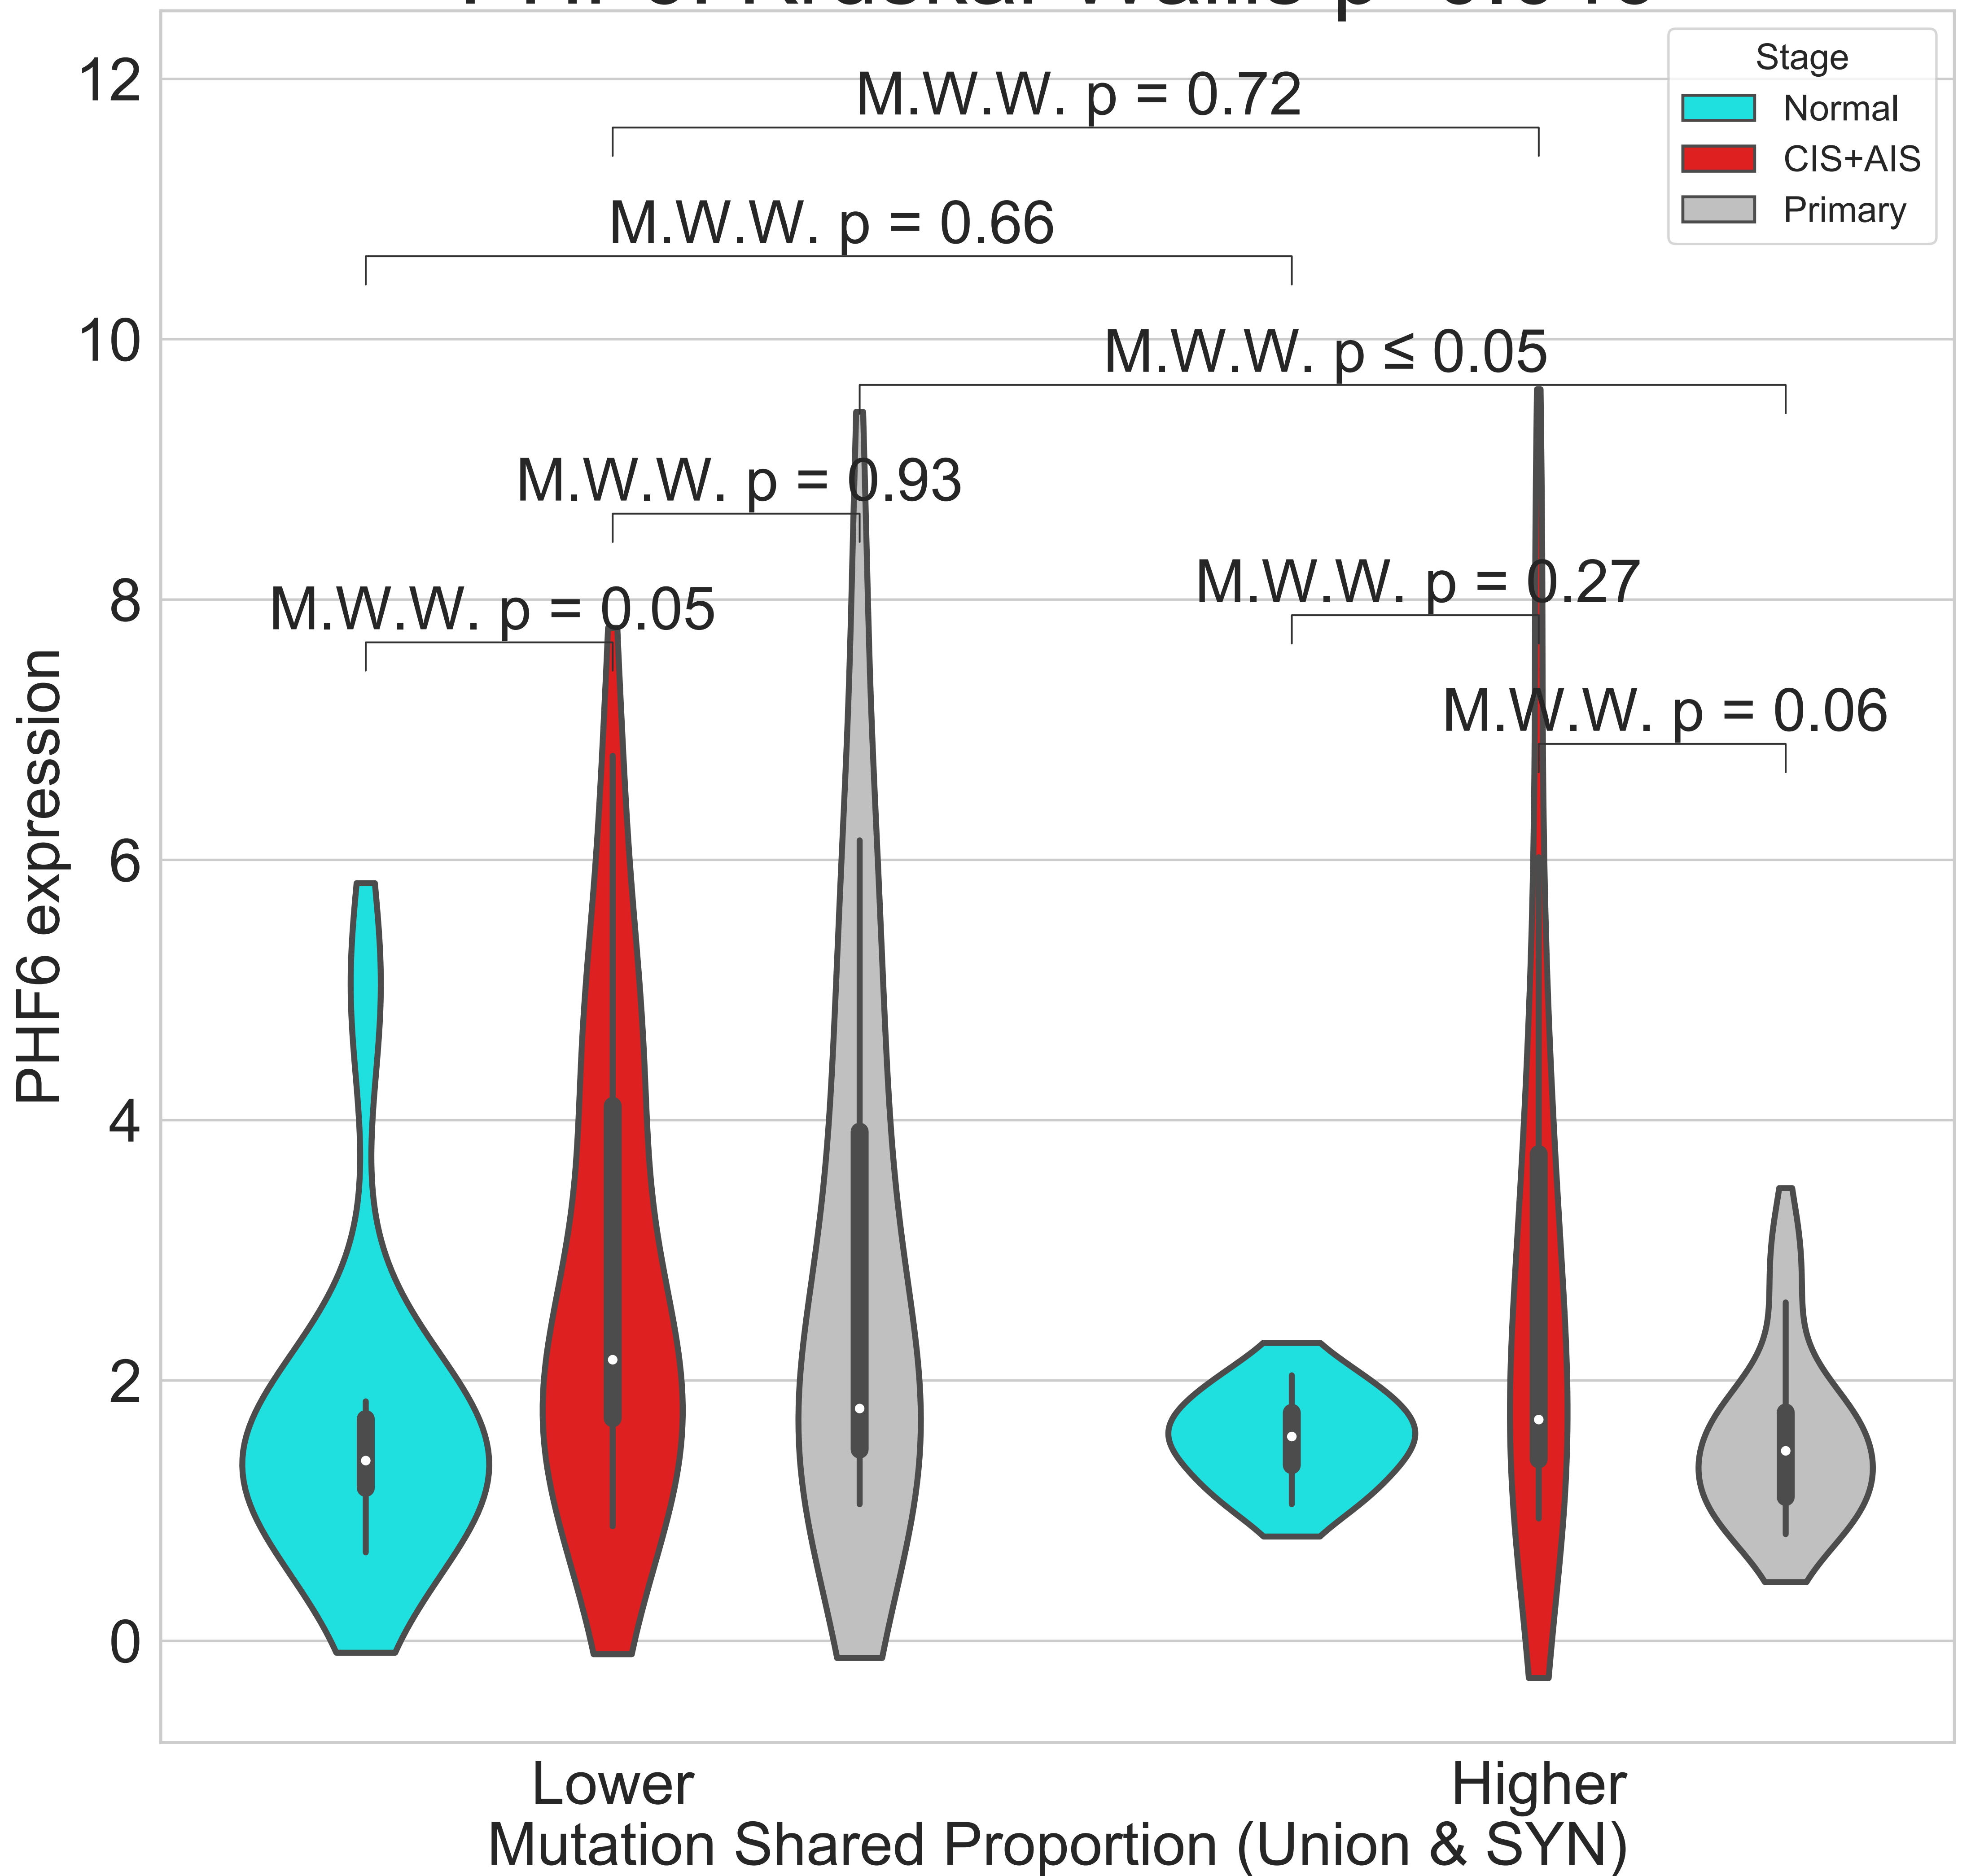 Stage
Normal
CIS+AIS
Primary
M.W.W. p = 0.72
M.W.W. p = 0.66
M.W.W. p ≤ 0.05
M.W.W. p = 0.93
M.W.W. p = 0.27
M.W.W. p = 0.05
M.W.W. p = 0.06
12
10
8
6
4
2
0
PHF6 expression
Lower
Higher
Mutation Shared Proportion (Union & SYN)